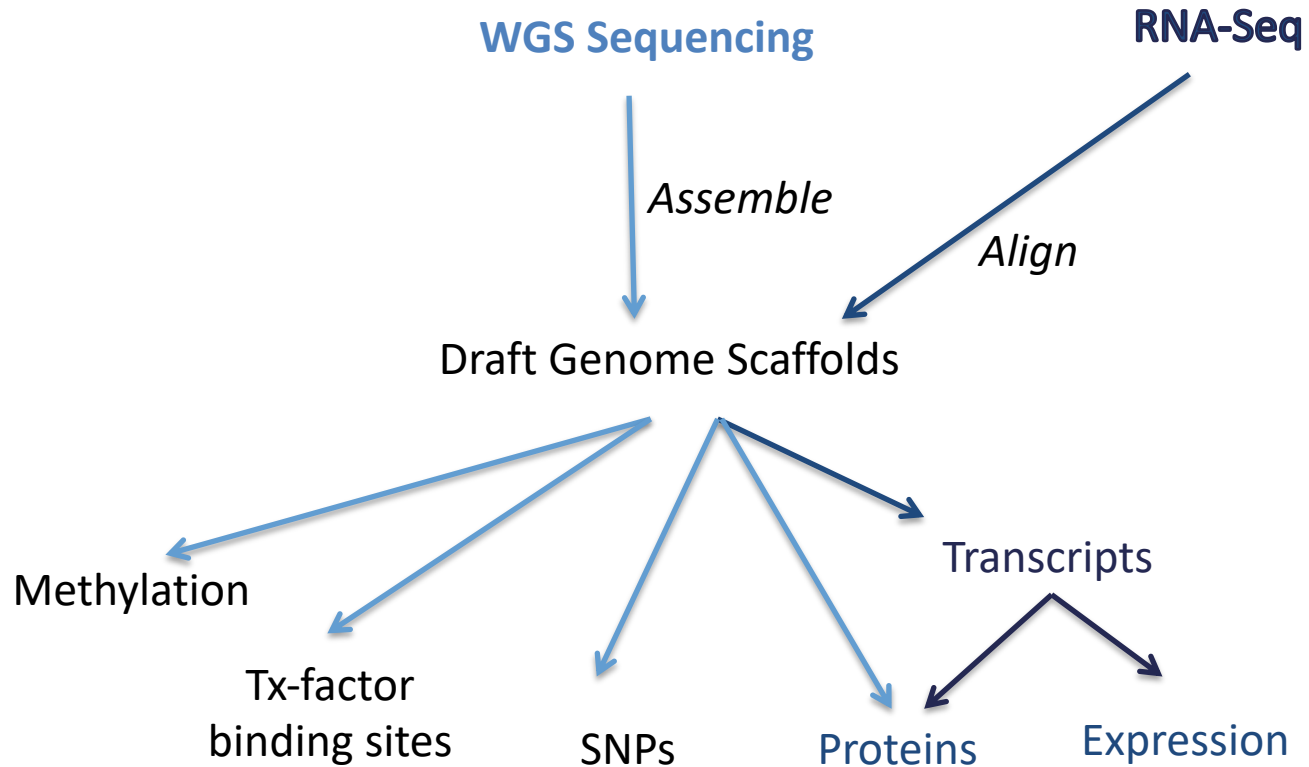 WGS Sequencing
RNA-Seq
Assemble
Align
Draft Genome Scaffolds
Methylation
Transcripts
Tx-factor
binding sites
SNPs
Proteins
Expression